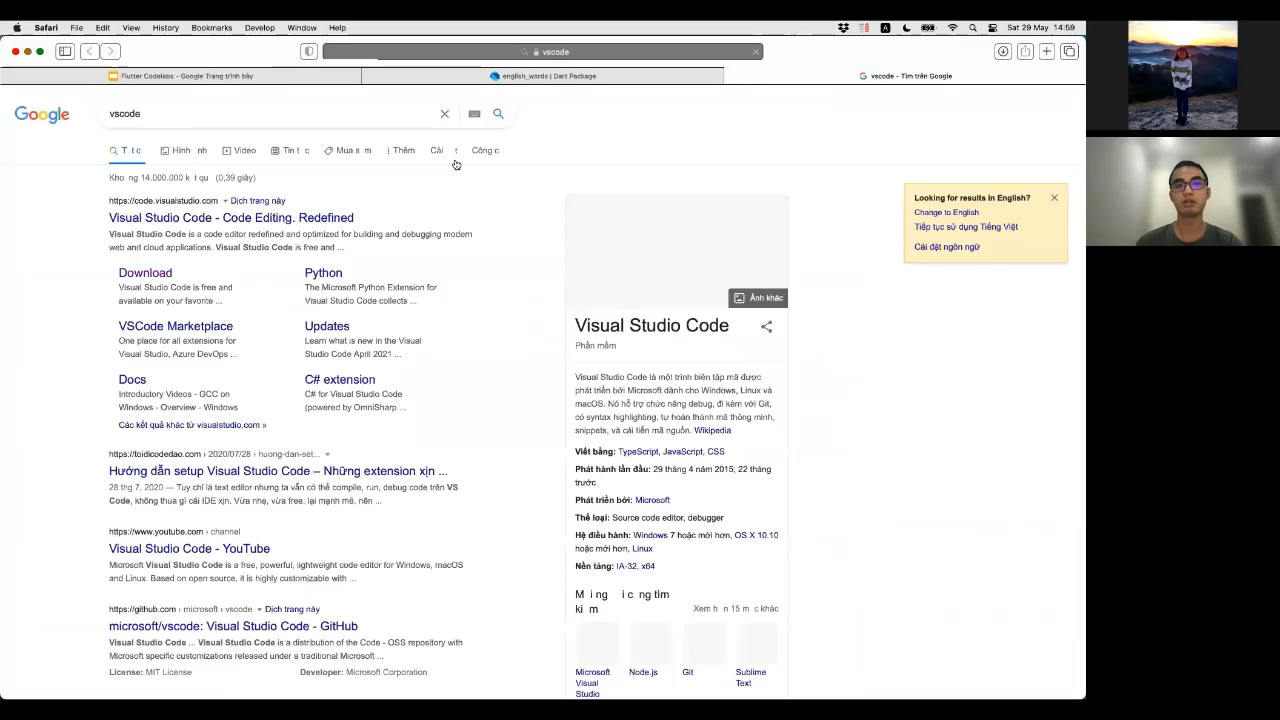 Safari File Edit View History Bookmarks Develop Window Help
A
Sat 29 May 14:59
vscode
Flutter Codelabs - Google Trang trình bày
english_words | Dart Package
vscode - Tìm trên Google
Google
vscode
T t c
Hình nh
Video
Tin t c
Mua s m
Thêm
Cài t
Công c
Kho ng 14.000.000 k t qu (0,39 giây)
https://code.visualstudio.com Dịch trang này
Visual Studio Code - Code Editing. Redefined
Visual Studio Code is a code editor redefined and optimized for building and debugging modern
web and cloud applications. Visual Studio Code is free and ...
Download
Visual Studio Code is free and
available on your favorite ...
Python
The Microsoft Python Extension for
Visual Studio Code collects ...
VSCode Marketplace
One place for all extensions for
Visual Studio, Azure DevOps ...
Updates
Learn what is new in the Visual
Studio Code April 2021 ...
Docs
Introductory Videos - GCC on
Windows - Overview - Windows
C# extension
C# for Visual Studio Code
(powered by OmniSharp ...
Các kết quả khác từ visualstudio.com »
https://toidicodedao.com › 2020/07/28 › huong-dan-set...
Hướng dẫn setup Visual Studio Code – Những extension xịn ...
28 thg 7, 2020 — Tuy chỉ là text editor nhưng ta vẫn có thể compile, run, debug code trên VS
Code, không thua gì cái IDE xịn. Vừa nhẹ, vừa free, lại mạnh mẽ, nên ...
https://www.youtube.com › channel
Visual Studio Code - YouTube
Microsoft Visual Studio Code is a free, powerful, lightweight code editor for Windows, macOS
and Linux. Based on open source, it is highly customizable with ...
https://github.com › microsoft › vscode Dịch trang này
microsoft/vscode: Visual Studio Code - GitHub
Visual Studio Code ... Visual Studio Code is a distribution of the Code - OSS repository with
Microsoft specific customizations released under a traditional Microsoft ...
License: MIT License
Developer: Microsoft Corporation
Ảnh khác
Visual Studio Code
Phần mềm
Visual Studio Code là một trình biên tập mã được
phát triển bởi Microsoft dành cho Windows, Linux và
macOS. Nó hỗ trợ chức năng debug, đi kèm với Git,
có syntax highlighting, tự hoàn thành mã thông minh,
snippets, và cải tiến mã nguồn. Wikipedia
Viết bằng: TypeScript, JavaScript, CSS
Phát hành lần đầu: 29 tháng 4 năm 2015; 22 tháng
trước
Phát triển bởi: Microsoft
Thể loại: Source code editor, debugger
Hệ điều hành: Windows 7 hoặc mới hơn, OS X 10.10
hoặc mới hơn, Linux
Nền tảng: IA-32, x64
M i ng i c ng tìm
ki m
Xem h n 15 m c khác
Microsoft
Visual
Studio
Node.js
Git
Sublime
Text
Looking for results in English?
Change to English
Tiếp tục sử dụng Tiếng Việt
Cài đặt ngôn ngữ